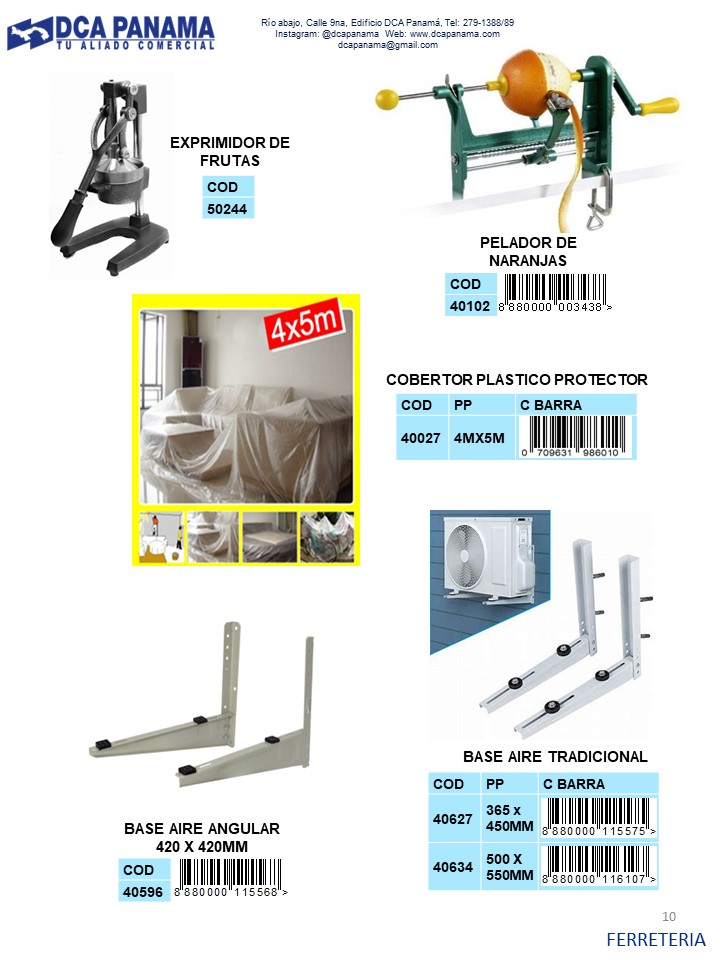 DCA PANAMA
TU ALIADO COMERCIAL
Río abajo, Calle 9na, Edificio DCA Panamá, Tel: 279-1388/89
Instagram: @dcapanama Web: www.dcapanama.com
dcapanama@gmail.com
EXPRIMIDOR DE
FRUTAS
COD
50244
PELADOR DE
NARANJAS
COD
40102
8 880000 003438 >
4x5m
COBERTOR PLASTICO PROTECTOR
COD PP C BARRA
40027 4MX5M
0 709631 986010
BASE AIRE TRADICIONAL
COD PP C BARRA
40627 365 x
450MM
8 880000 115575 >
40634 500 X
550MM
8 880000 116107 >
BASE AIRE ANGULAR
420 X 420MM
COD
40596
8 880000 115568 >
10
FERRETERIA